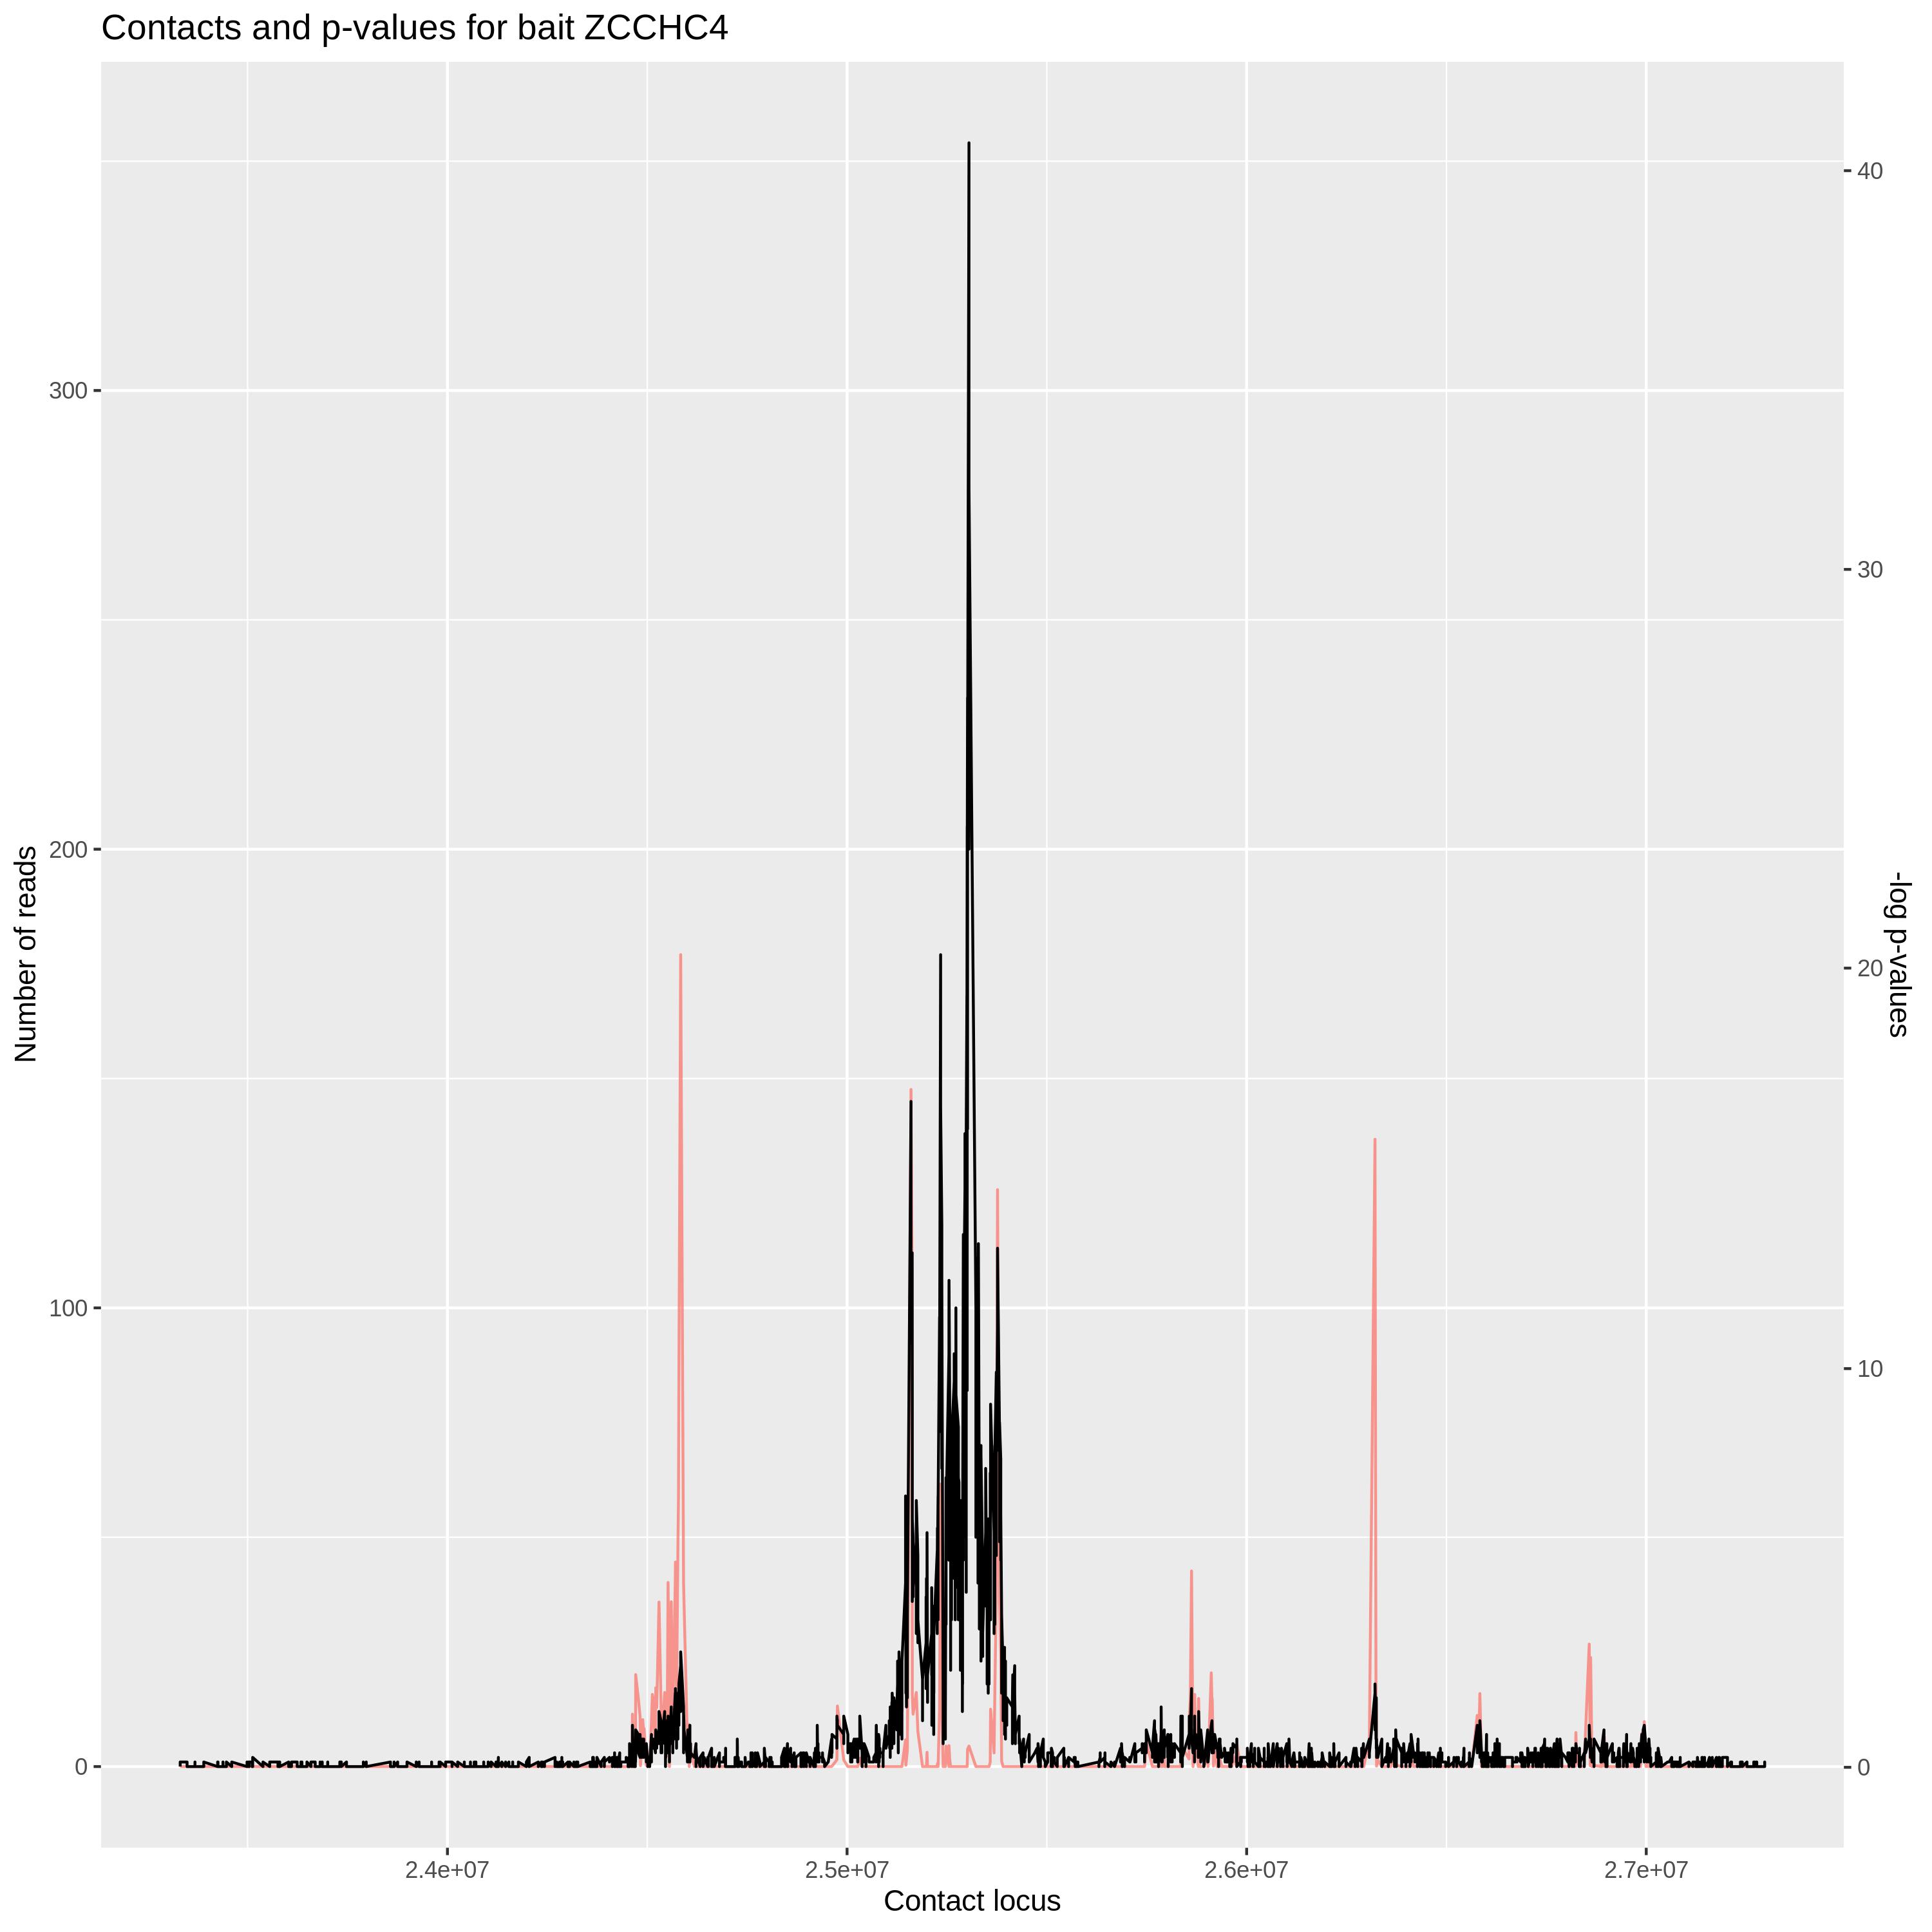 Contacts and p-values for bait ZCCHC4
Number of reads
300
200
100
0
40
30
20
10
0
-log p-values
2.4e+07
2.5e+07
2.6e+07
2.7e+07
Contact locus